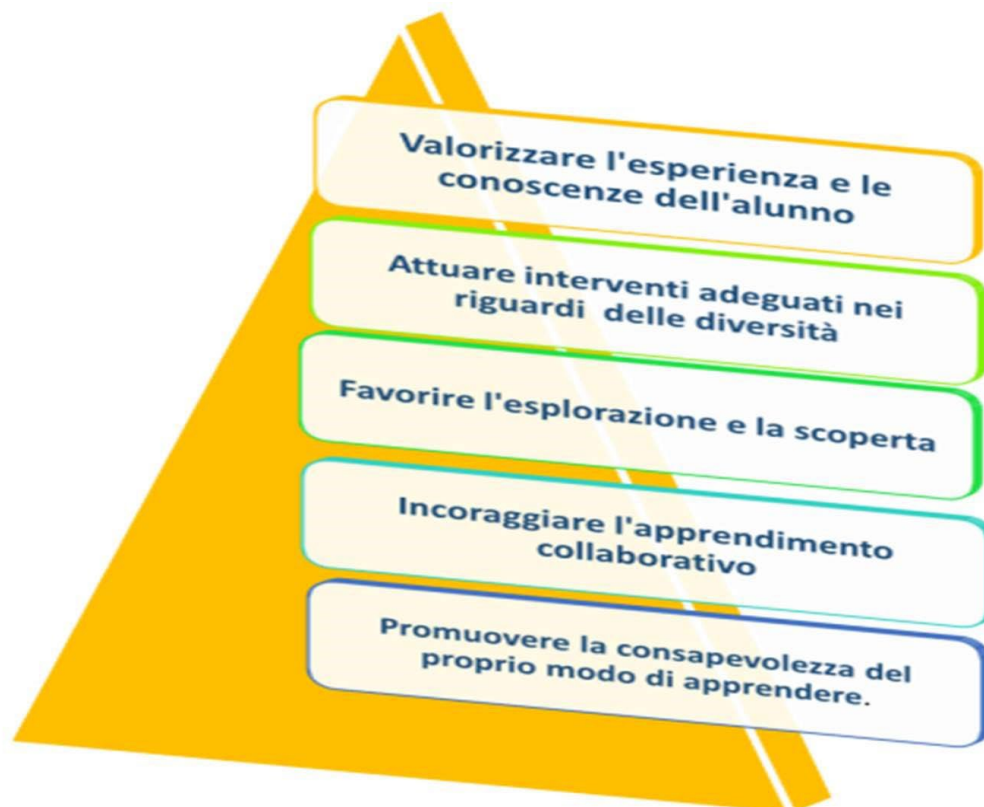 Valorizzare l'esperienza e le
conoscenze dell'alunno
Attuare interventi adeguati nei
riguardi  delle diversità
Favorire l'esplorazione e la scoperta
Incoraggiare l'apprendimento
collaborativo
Promuovere la consapevolezza del
proprio modo di apprendere.